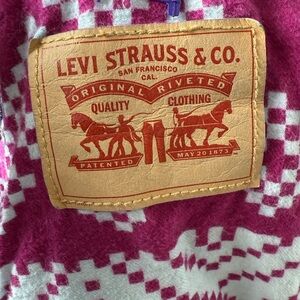 LEVI STRAUSS & CO.
SAN FRANCISCO
CAL.
ORIGINAL RIVETED
QUALITY CLOTHING
PATENTED MAY 20 1873